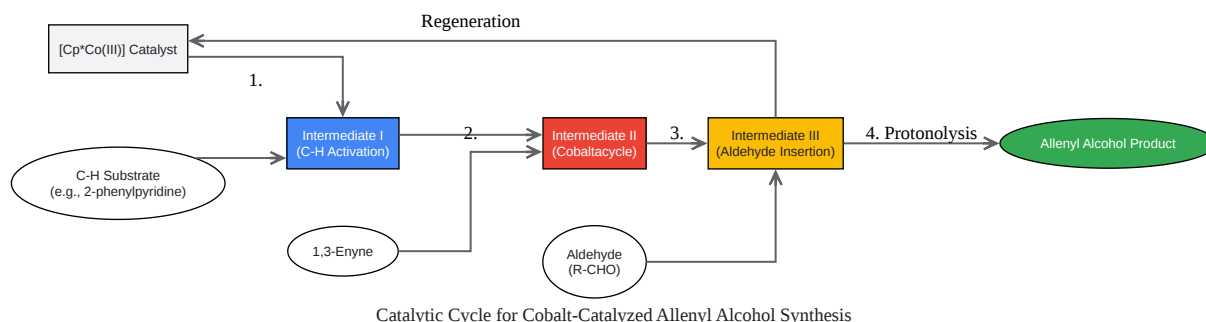 Regeneration
[Cp*Co(III)] Catalyst
1.
Intermediate I
(C-H Activation)
2.
Intermediate II
(Cobaltacycle)
3.
Intermediate III
(Aldehyde Insertion)
4. Protonolysis
Allenyl Alcohol Product
C-H Substrate
(e.g., 2-phenylpyridine)
1,3-Enyne
Aldehyde
(R-CHO)
Catalytic Cycle for Cobalt-Catalyzed Allenyl Alcohol Synthesis